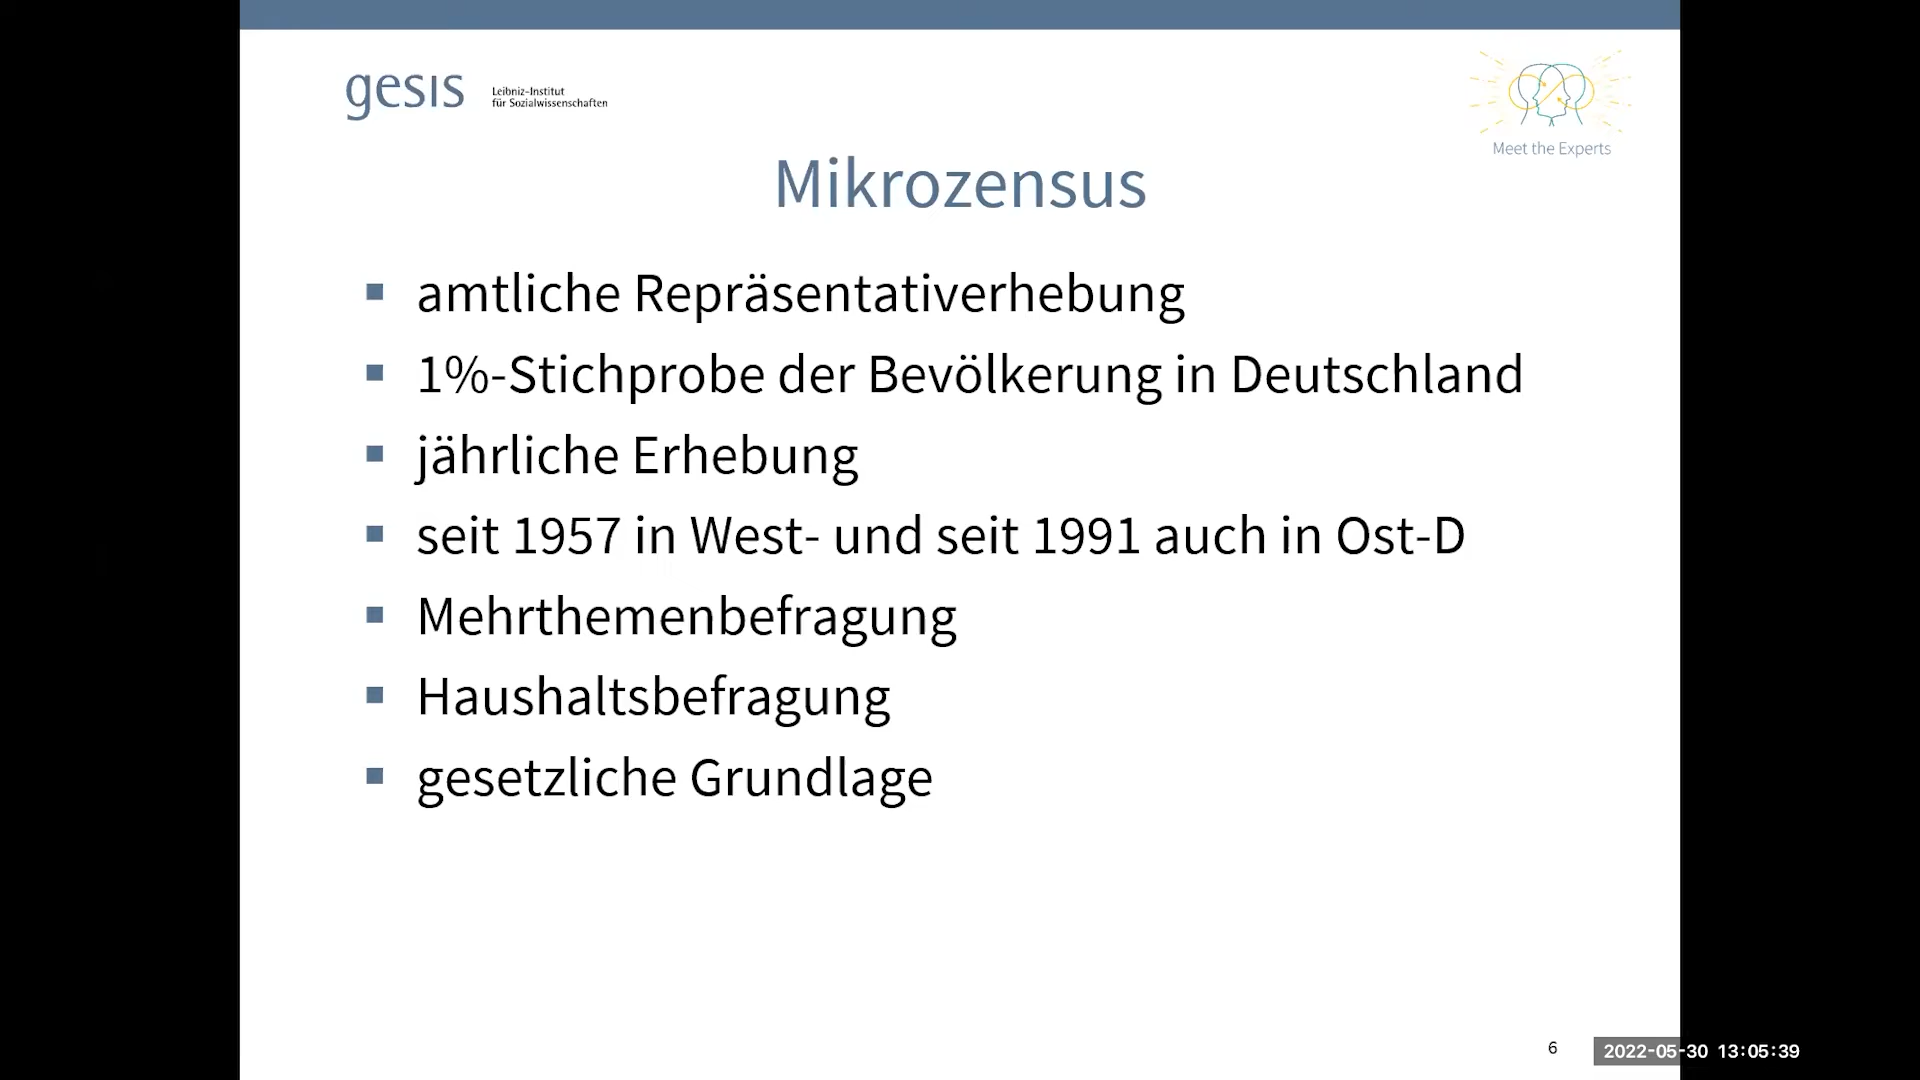 gesis
Leibniz-Institut
für Sozialwissenschaften
Meet the Experts
Mikrozensus
amtliche Repräsentativerhebung
1%-Stichprobe der Bevölkerung in Deutschland
jährliche Erhebung
seit 1957 in West- und seit 1991 auch in Ost-D
Mehrthemenbefragung
Haushaltsbefragung
gesetzliche Grundlage
6
2022-05-30 13:05:39